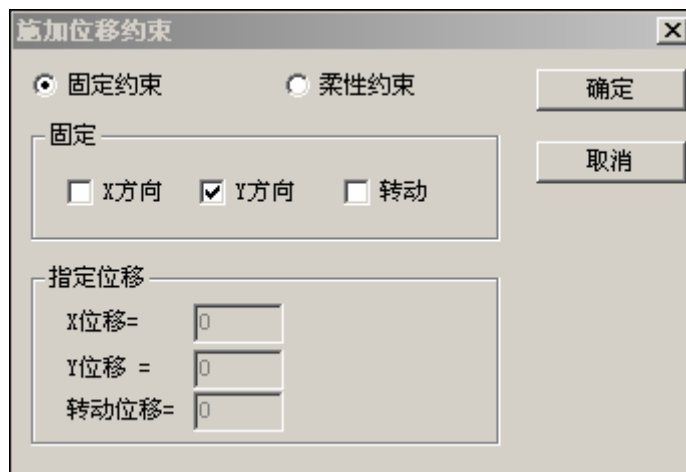 施加位移约束
固定约束 柔性约束 确定
固定
取消
X方向 Y方向 转动
指定位移
X位移= 0
Y位移 = 0
转动位移= 0